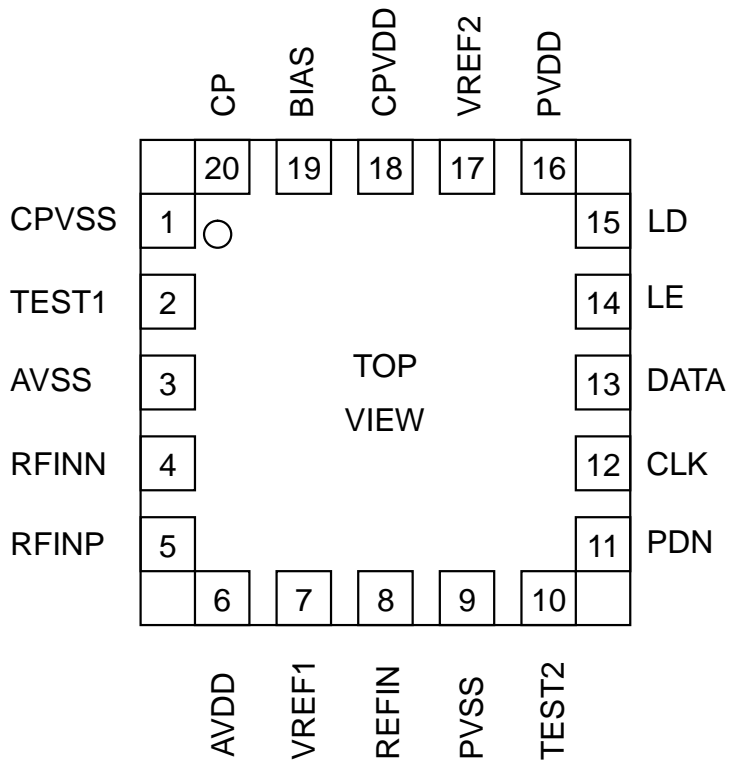 CP
BIAS
CPVDD
VREF2
PVDD
20 19 18 17 16
CPVSS 1 15 LD
TEST1 2 14 LE
AVSS 3 13 DATA
TOP
VIEW
RFINN 4 12 CLK
RFINP 5 11 PDN
6 7 8 9 10
AVDD
VREF1
REFIN
PVSS
TEST2